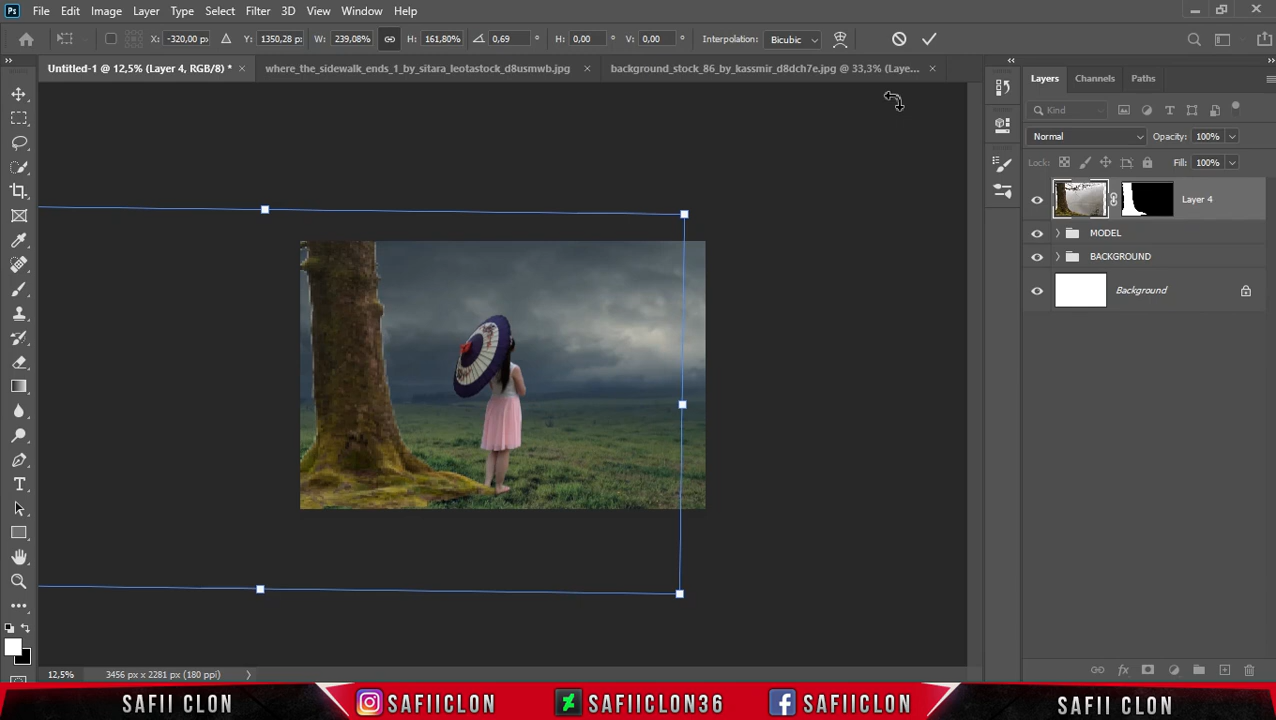 Ps File Edit Image Layer Type Select Filter 3D View Window Help
X: -320,00 px Y: 1350,28 px W: 239,08% H: 161,80% 0,69 ° H: 0,00 ° V: 0,00 ° Interpolation: Bicubic
Untitled-1 @ 12,5% (Layer 4, RGB/8) * × where_the_sidewalk_ends_1_by_sitara_leotastock_d8usmwb.jpg × background_stock_86_by_kassmir_d8dch7e.jpg @ 33,3% (Laye... ×
Layers Channels Paths
Kind
Normal Opacity: 100%
Lock: Fill: 100%
Layer 4
MODEL
BACKGROUND
Background
12,5% 3456 px x 2281 px (180 ppi)
SAFII CLON SAFIICLON SAFIICLON36 SAFIICLON SAFII CLON